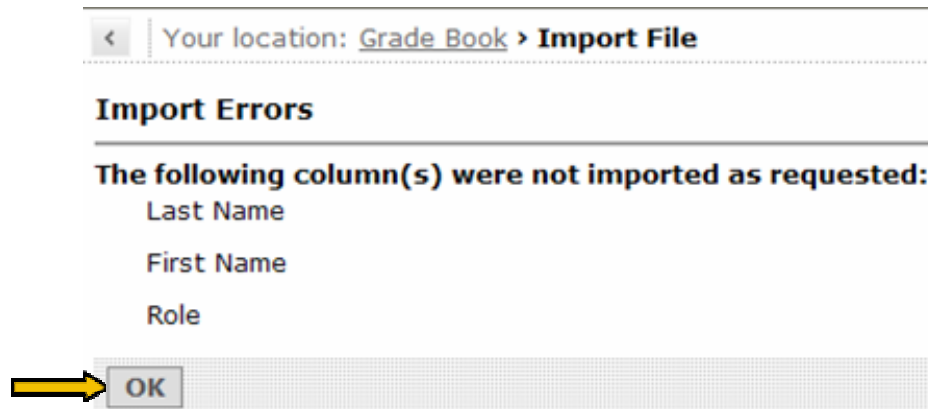 Your location: Grade Book › Import File
Import Errors
The following column(s) were not imported as requested:
Last Name
First Name
Role
OK